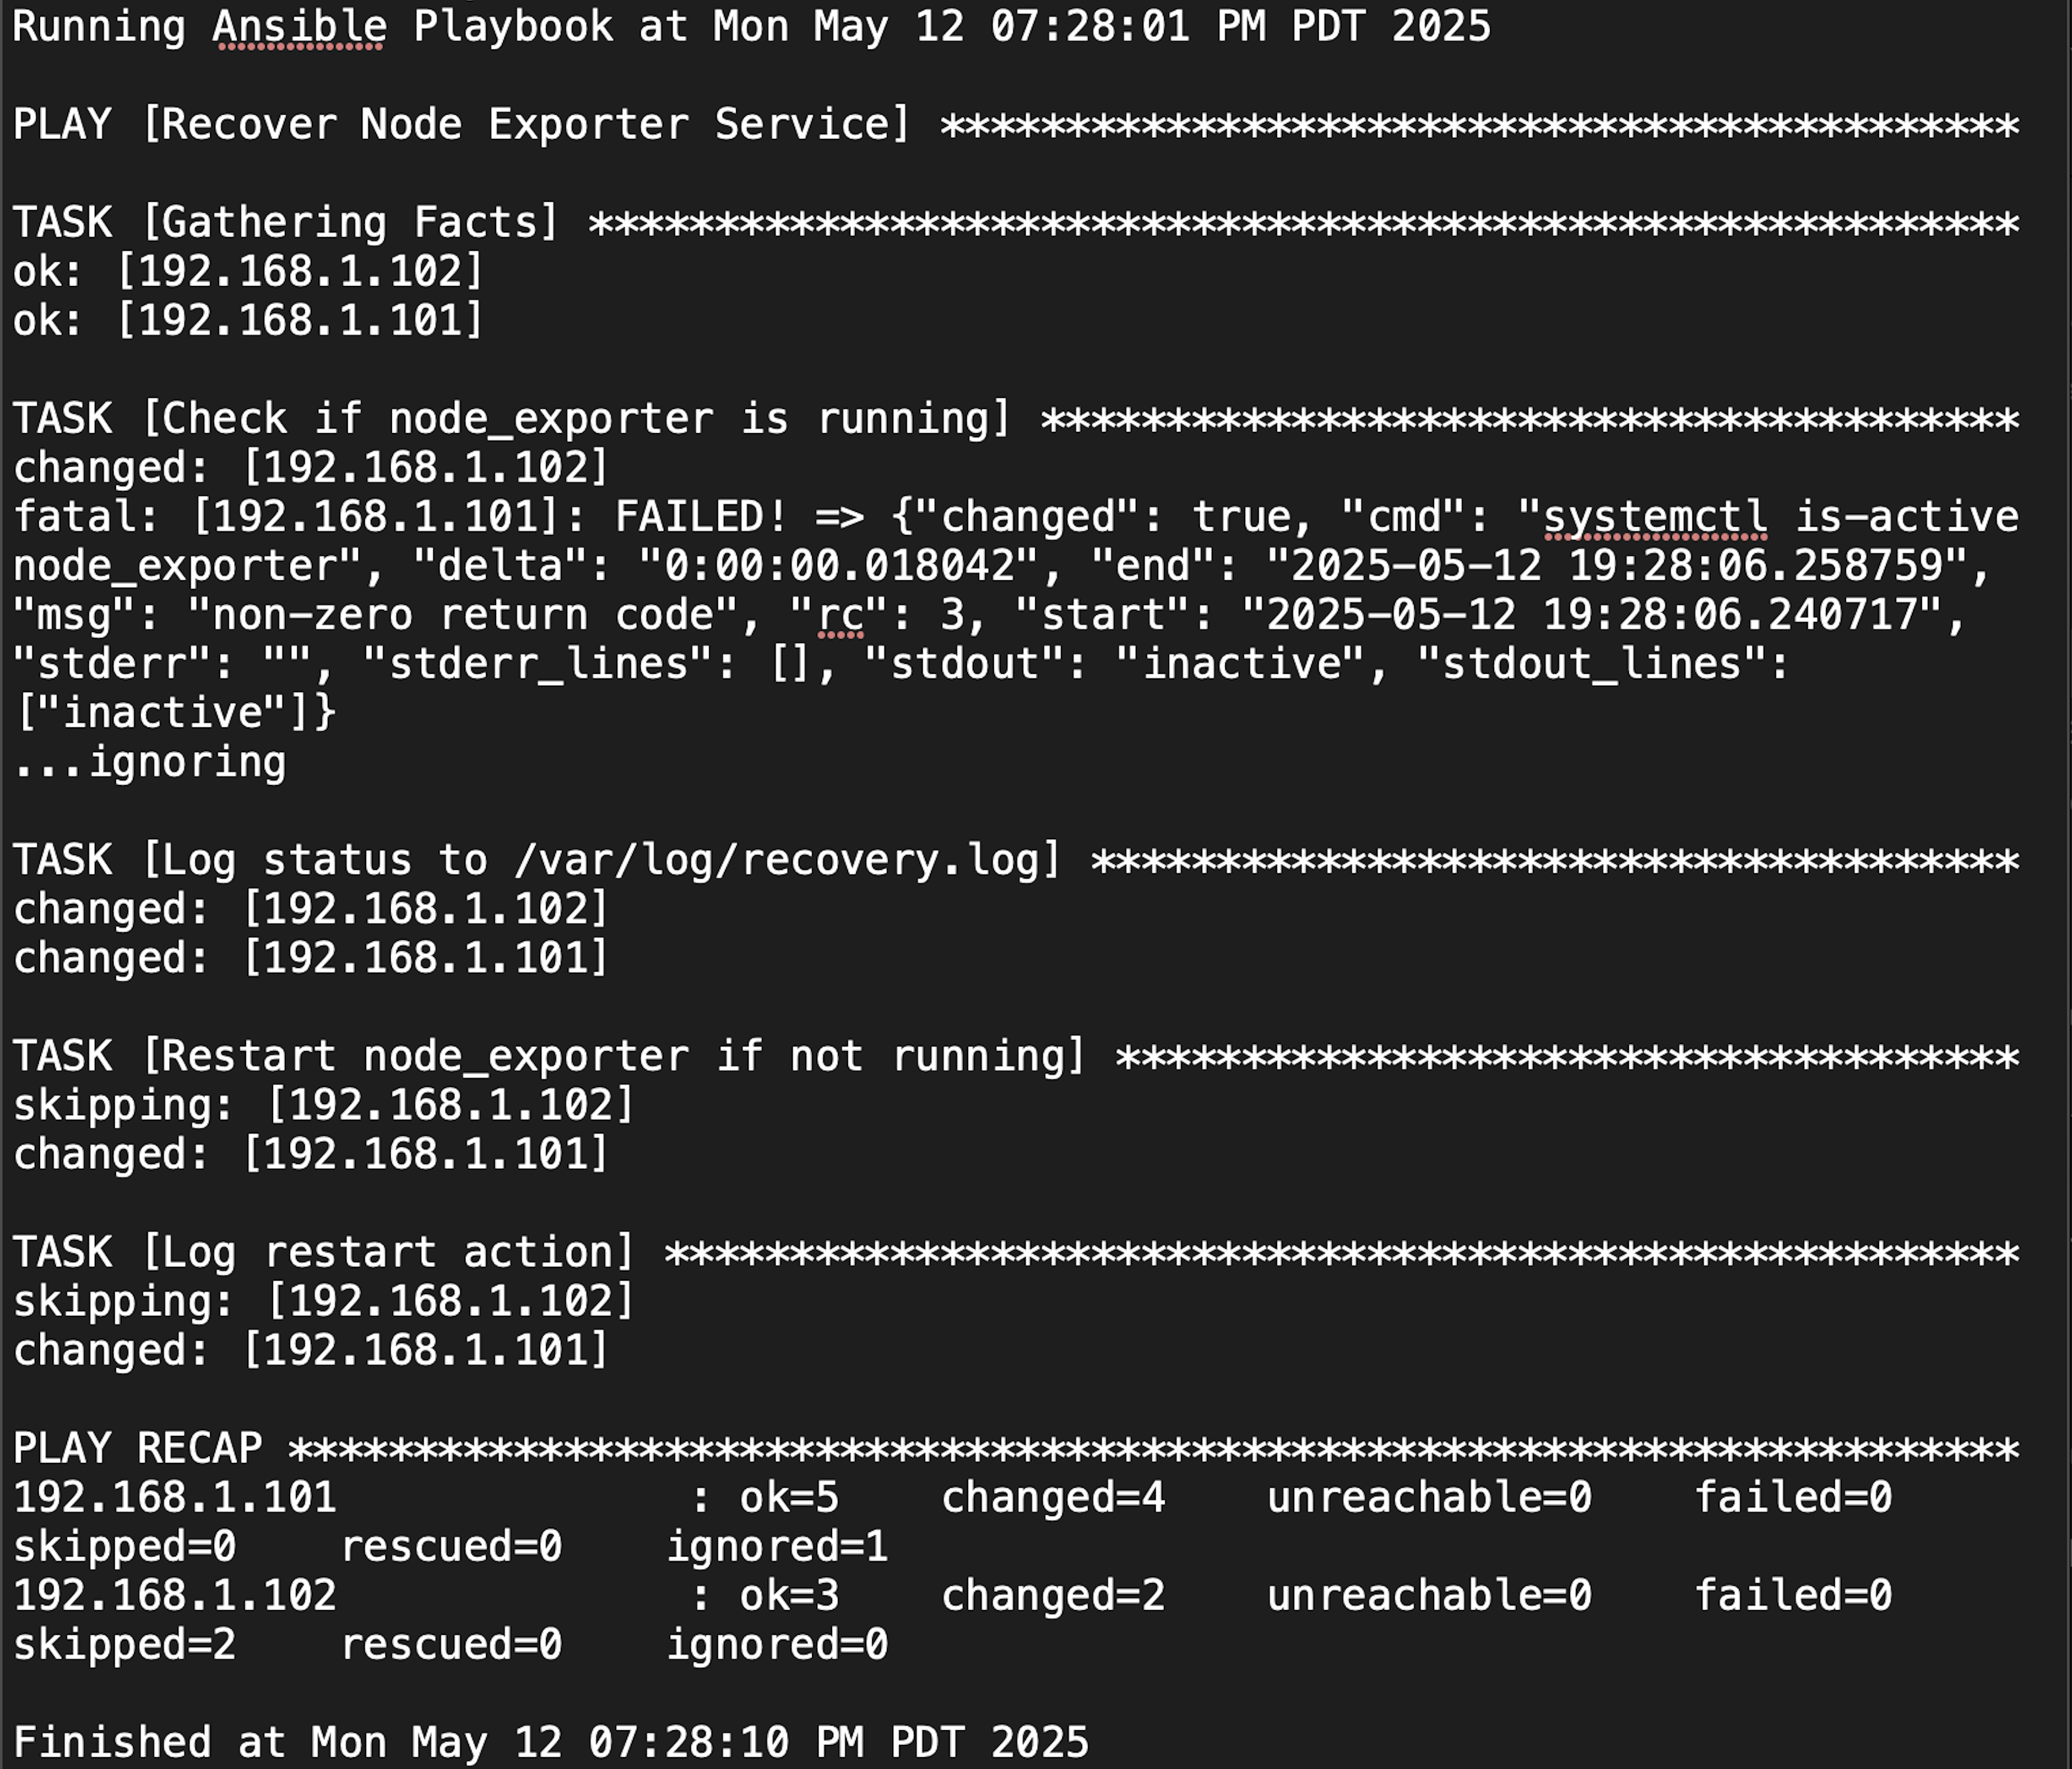 Running Ansible Playbook at Mon May 12 07:28:01 PM PDT 2025
PLAY [Recover Node Exporter Service] *******************************************
TASK [Gathering Facts] *********************************************************
ok: [192.168.1.102]
ok: [192.168.1.101]
TASK [Check if node_exporter is running] ***************************************
changed: [192.168.1.102]
fatal: [192.168.1.101]: FAILED! => {"changed": true, "cmd": "systemctl is-active
node_exporter", "delta": "0:00:00.018042", "end": "2025-05-12 19:28:06.258759",
"msg": "non-zero return code", "rc": 3, "start": "2025-05-12 19:28:06.240717",
"stderr": "", "stderr_lines": [], "stdout": "inactive", "stdout_lines":
["inactive"]}
...ignoring
TASK [Log status to /var/log/recovery.log] *************************************
changed: [192.168.1.102]
changed: [192.168.1.101]
TASK [Restart node_exporter if not running] ************************************
skipping: [192.168.1.102]
changed: [192.168.1.101]
TASK [Log restart action] ******************************************************
skipping: [192.168.1.102]
changed: [192.168.1.101]
PLAY RECAP *********************************************************************
192.168.1.101              : ok=5    changed=4    unreachable=0    failed=0
skipped=0    rescued=0    ignored=1
192.168.1.102              : ok=3    changed=2    unreachable=0    failed=0
skipped=2    rescued=0    ignored=0
Finished at Mon May 12 07:28:10 PM PDT 2025